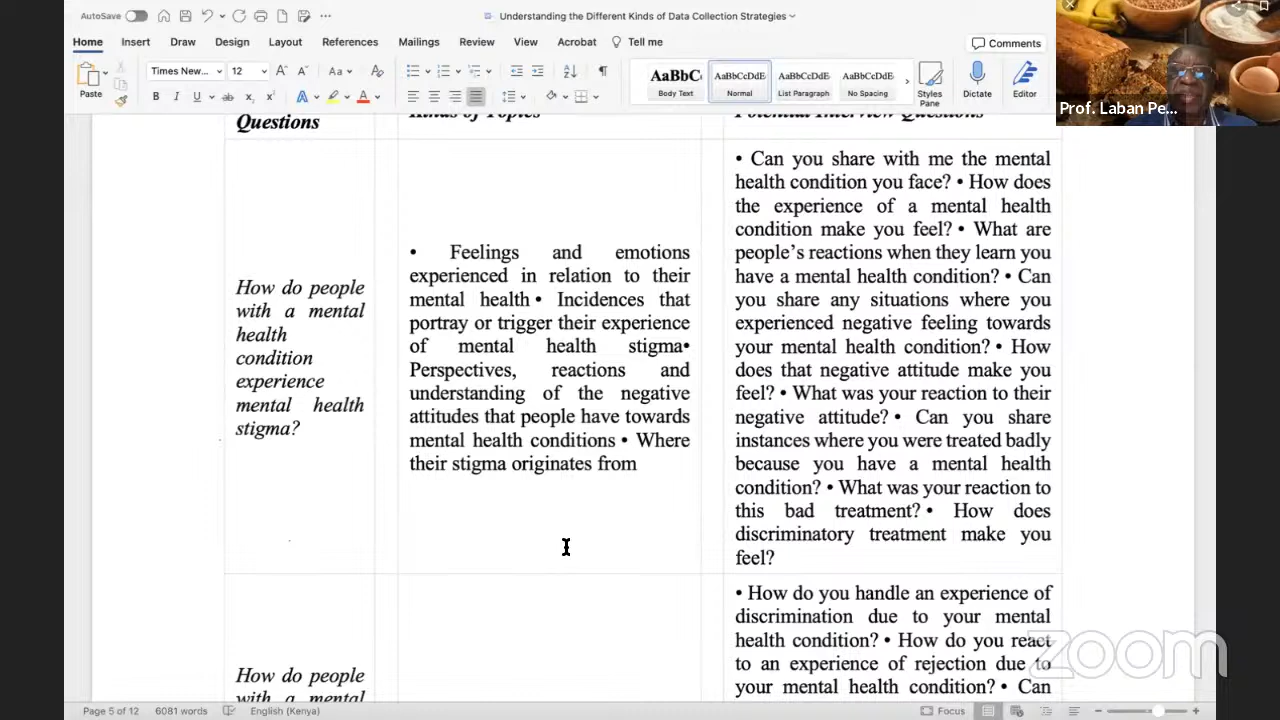 AutoSave
Understanding the Different Kinds of Data Collection Strategies
Home Insert Draw Design Layout References Mailings Review View Acrobat Tell me
Comments
Paste
Times New... 12
Aa
B I U ab x x A A
AaBbC
Body Text
AaBbCcDdE
Normal
AaBbCcDdE
List Paragraph
AaBbCcDdE
No Spacing
Styles
Pane
Dictate
Editor
Prof. Laban Pe...
Questions
Kinds of Topics
Potential Interview Questions
How do people
with a mental
health
condition
experience
mental health
stigma?
• Feelings and emotions
experienced in relation to their
mental health • Incidences that
portray or trigger their experience
of mental health stigma•
Perspectives, reactions and
understanding of the negative
attitudes that people have towards
mental health conditions • Where
their stigma originates from
• Can you share with me the mental
health condition you face? • How does
the experience of a mental health
condition make you feel? • What are
people’s reactions when they learn you
have a mental health condition? • Can
you share any situations where you
experienced negative feeling towards
your mental health condition? • How
does that negative attitude make you
feel? • What was your reaction to their
negative attitude? • Can you share
instances where you were treated badly
because you have a mental health
condition? • What was your reaction to
this bad treatment? • How does
discriminatory treatment make you
feel?
How do people
with a mental
• How do you handle an experience of
discrimination due to your mental
health condition? • How do you react
to an experience of rejection due to
your mental health condition? • Can
zoom
Page 5 of 12 6081 words English (Kenya)
Focus